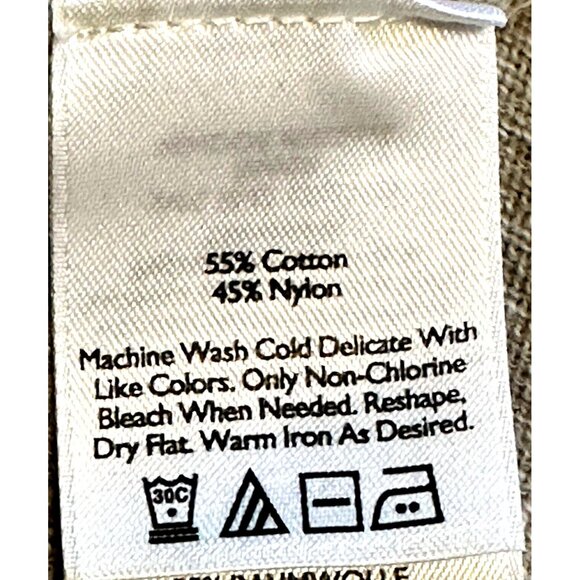 55% Cotton
45% Nylon
Machine Wash Cold Delicate With
Like Colors. Only Non-Chlorine
Bleach When Needed. Reshape,
Dry Flat. Warm Iron As Desired.
30C